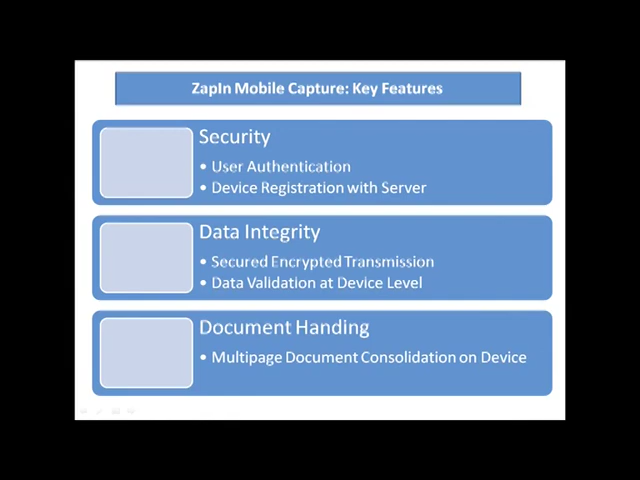 ZapIn Mobile Capture: Key Features
Security
• User Authentication
• Device Registration with Server
Data Integrity
• Secured Encrypted Transmission
• Data Validation at Device Level
Document Handing
• Multipage Document Consolidation on Device